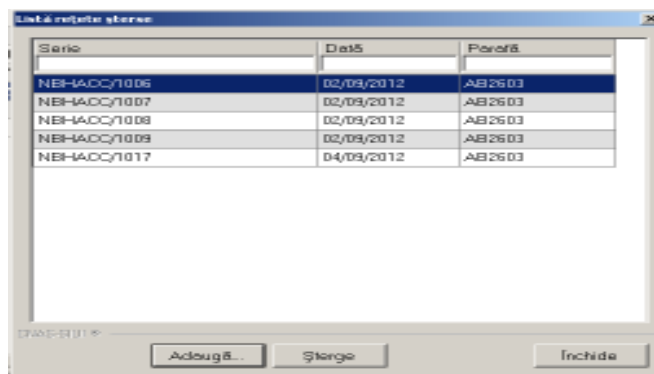 Listă rețete șterse
Serie Dată Parafă
NBHACC/1006 02/09/2012 AB2603
NBHACC/1007 02/09/2012 AB2603
NBHACC/1008 02/09/2012 AB2603
NBHACC/1009 02/09/2012 AB2603
NBHACC/1017 04/09/2012 AB2603
Adaugă... Șterge Închide